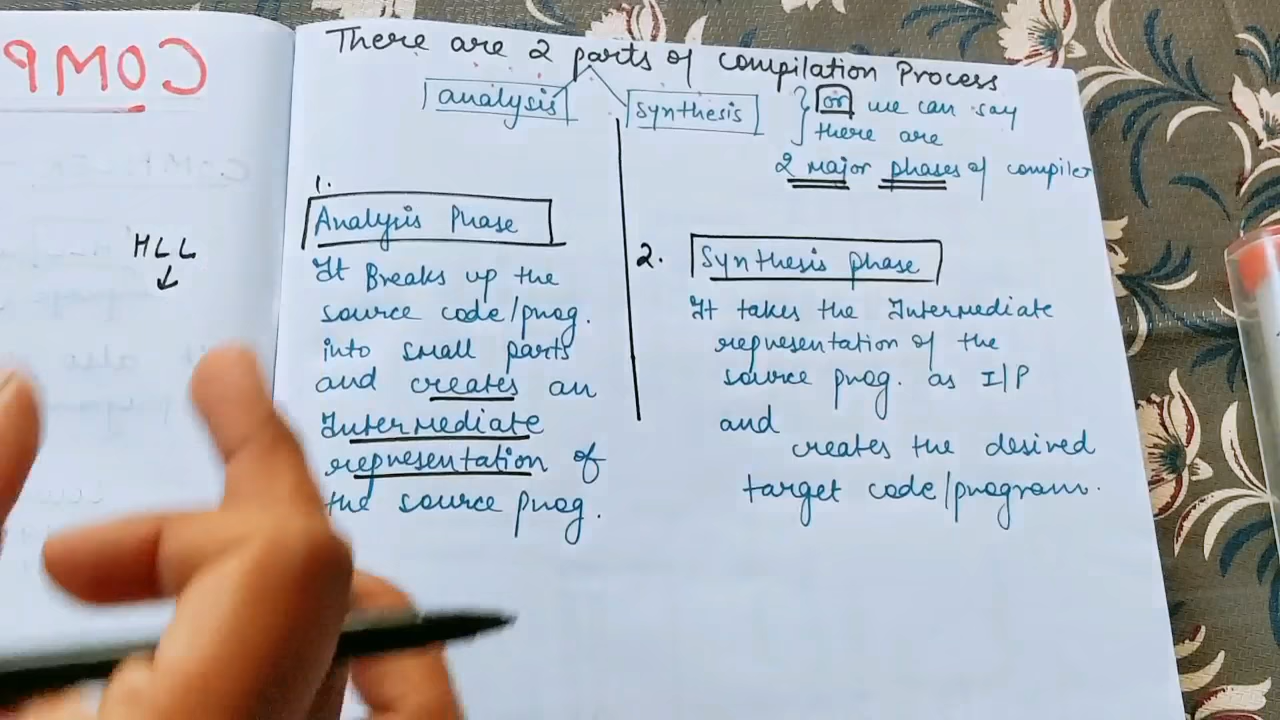 COMP
HLL
There are 2 parts of compilation Process
analysis
synthesis
or we can say
there are
2 major phases of compiler
1.
Analysis Phase
It Breaks up the
source code/prog.
into small parts
and creates an
Intermediate
representation of
the source prog.
2.
Synthesis phase
It takes the Intermediate
representation of the
source prog. as I/P
and
creates the desired
target code/program.